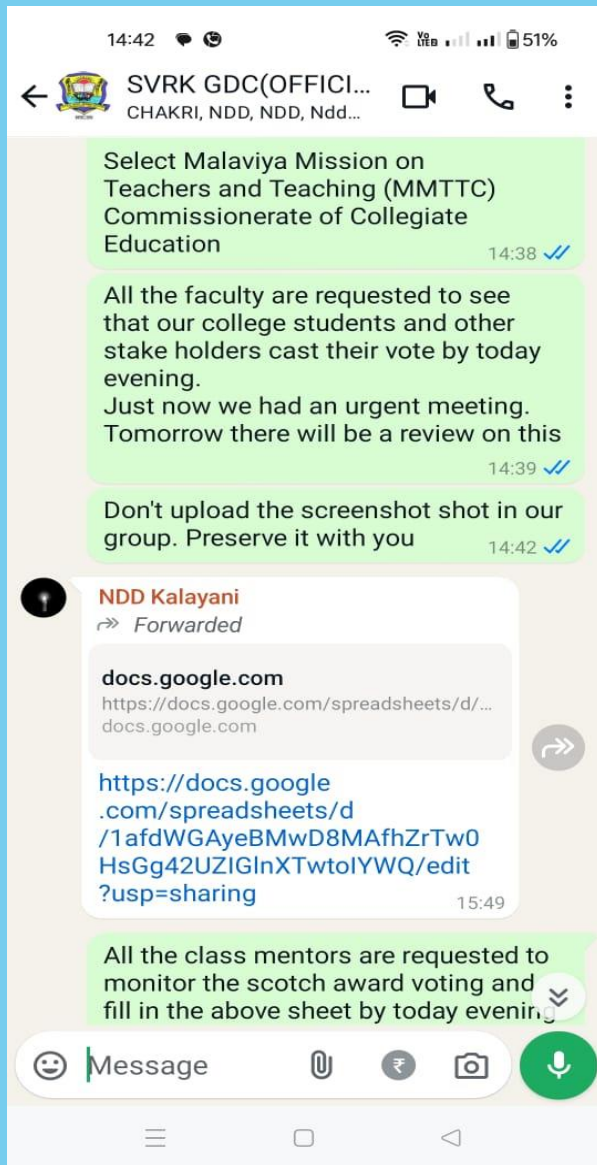 14:42 51%
SVRK GDC(OFFICI...
CHAKRI, NDD, NDD, Ndd...
Select Malaviya Mission on
Teachers and Teaching (MMTTC)
Commissionerate of Collegiate
Education
14:38
All the faculty are requested to see
that our college students and other
stake holders cast their vote by today
evening.
Just now we had an urgent meeting.
Tomorrow there will be a review on this
14:39
Don't upload the screenshot shot in our
group. Preserve it with you
14:42
NDD Kalayani
Forwarded
docs.google.com
https://docs.google.com/spreadsheets/d/...
docs.google.com
https://docs.google
.com/spreadsheets/d
/1afdWGAyeBMwD8MAfhZrTw0
HsGg42UZIGlnXTwtoIYWQ/edit
?usp=sharing
15:49
All the class mentors are requested to
monitor the scotch award voting and
fill in the above sheet by today evening
Message